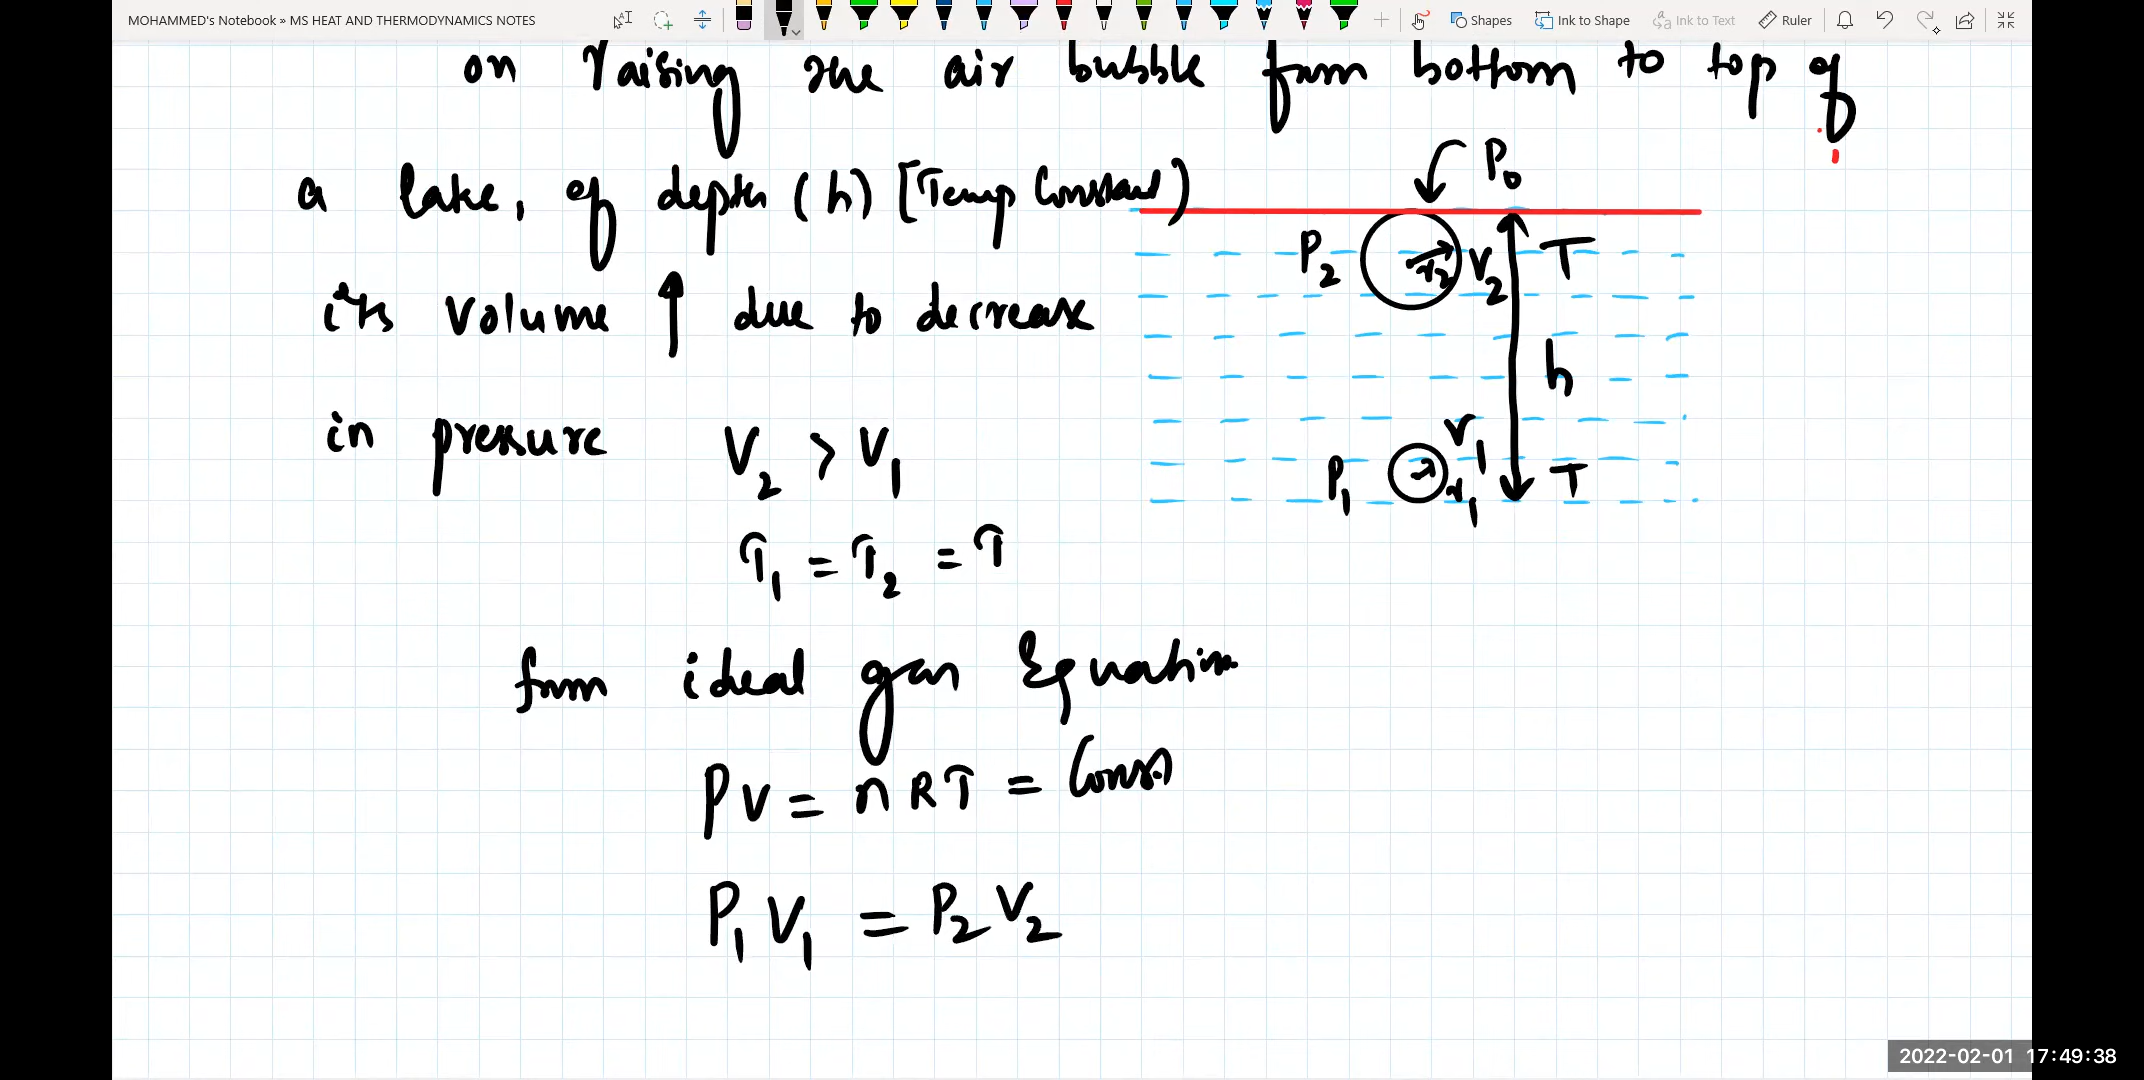 MOHAMMED's Notebook » MS HEAT AND THERMODYNAMICS NOTES
Shapes Ink to Shape Ink to Text Ruler
on raising the air bubble from bottom to top of
a lake, of depth (h) [Temp Constant)
its volume ↑ due to decrease
in pressure V₂ > V₁
T₁ = T₂ = T
from ideal gas Equation
PV = nRT = Const
P₁V₁ = P₂V₂
P₀
P₂ r₂ V₂ T
h
V₁
P₁ r₁ T
2022-02-01 17:49:38